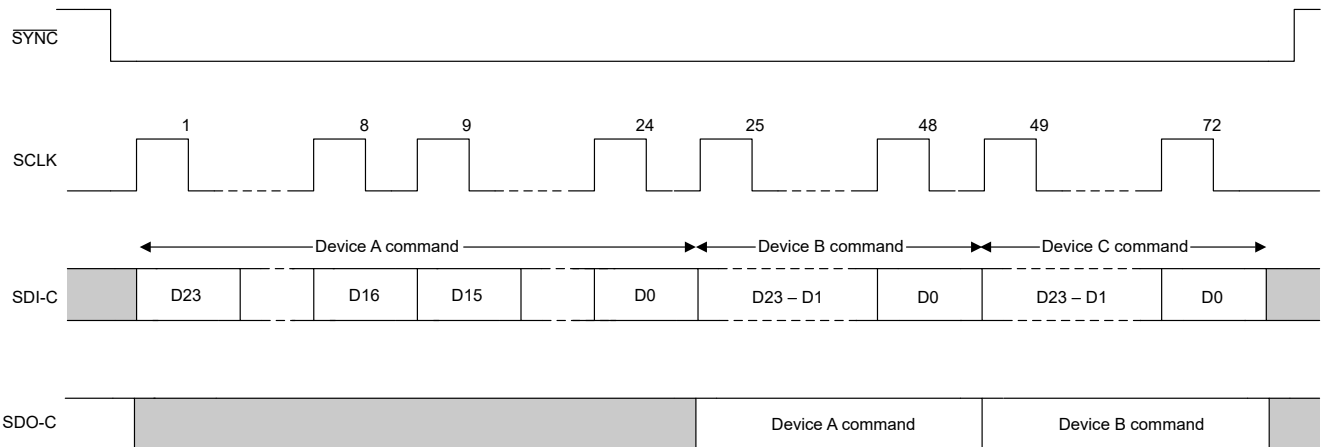 SYNC
1 8 9 24 25 48 49 72
SCLK
Device A command Device B command Device C command
SDI-C D23 D16 D15 D0 D23 – D1 D0 D23 – D1 D0
SDO-C Device A command Device B command